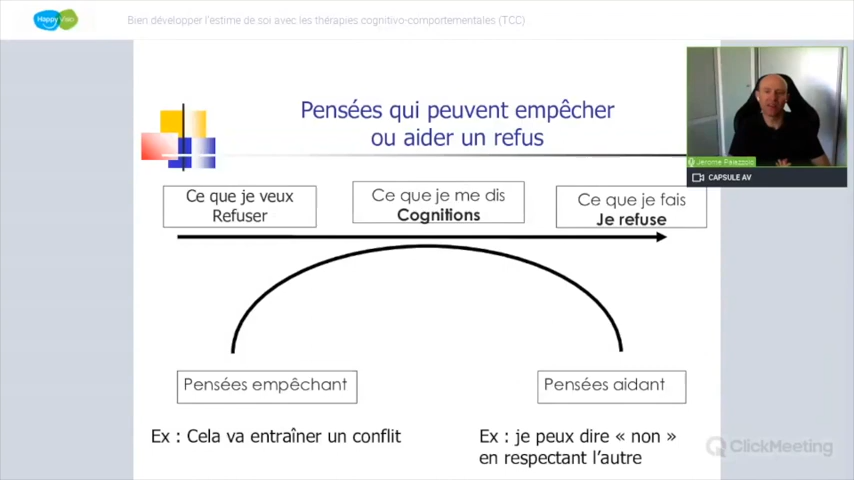 Happy Visio
Bien développer l'estime de soi avec les thérapies cognitivo-comportementales (TCC)
Pensées qui peuvent empêcher
ou aider un refus
Jerome Palazzolo
CAPSULE AV
Ce que je veux
Refuser
Ce que je me dis
Cognitions
Ce que je fais
Je refuse
Pensées empêchant
Pensées aidant
Ex : Cela va entraîner un conflit
Ex : je peux dire « non »
en respectant l'autre
ClickMeeting